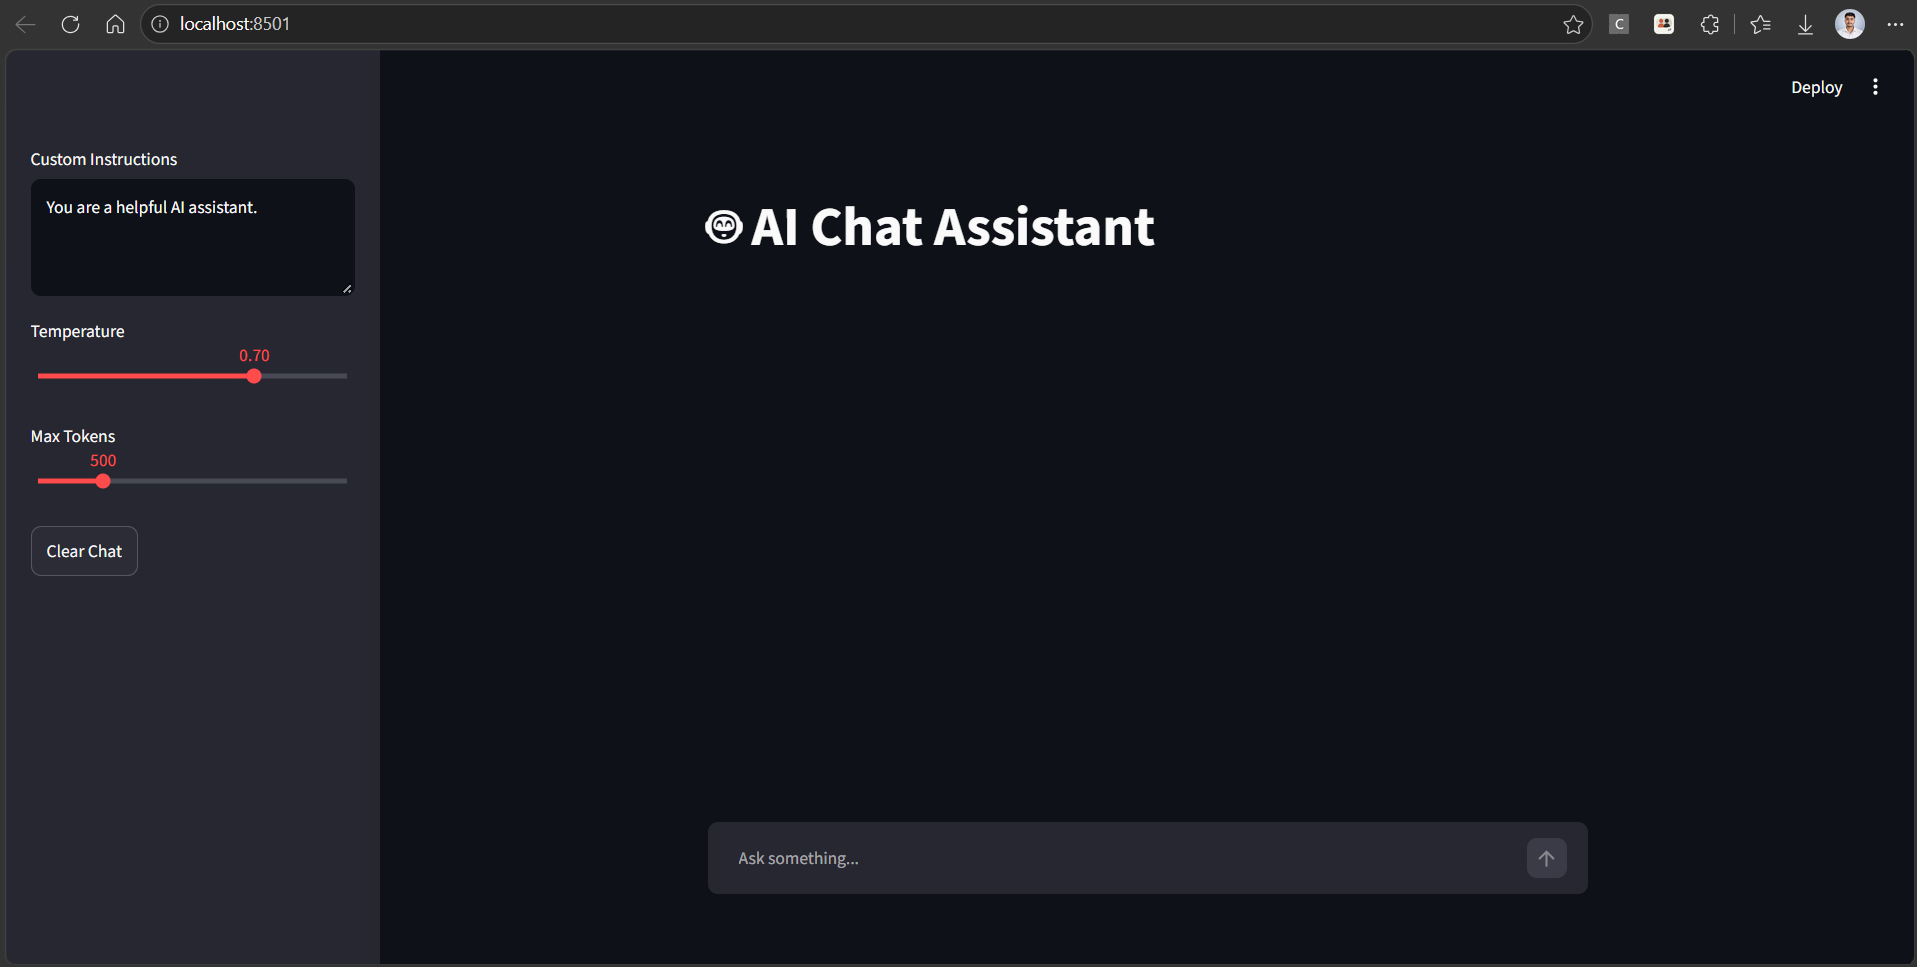 localhost:8501
C
Deploy
Custom Instructions
You are a helpful AI assistant.
Temperature
0.70
Max Tokens
500
Clear Chat
AI Chat Assistant
Ask something...